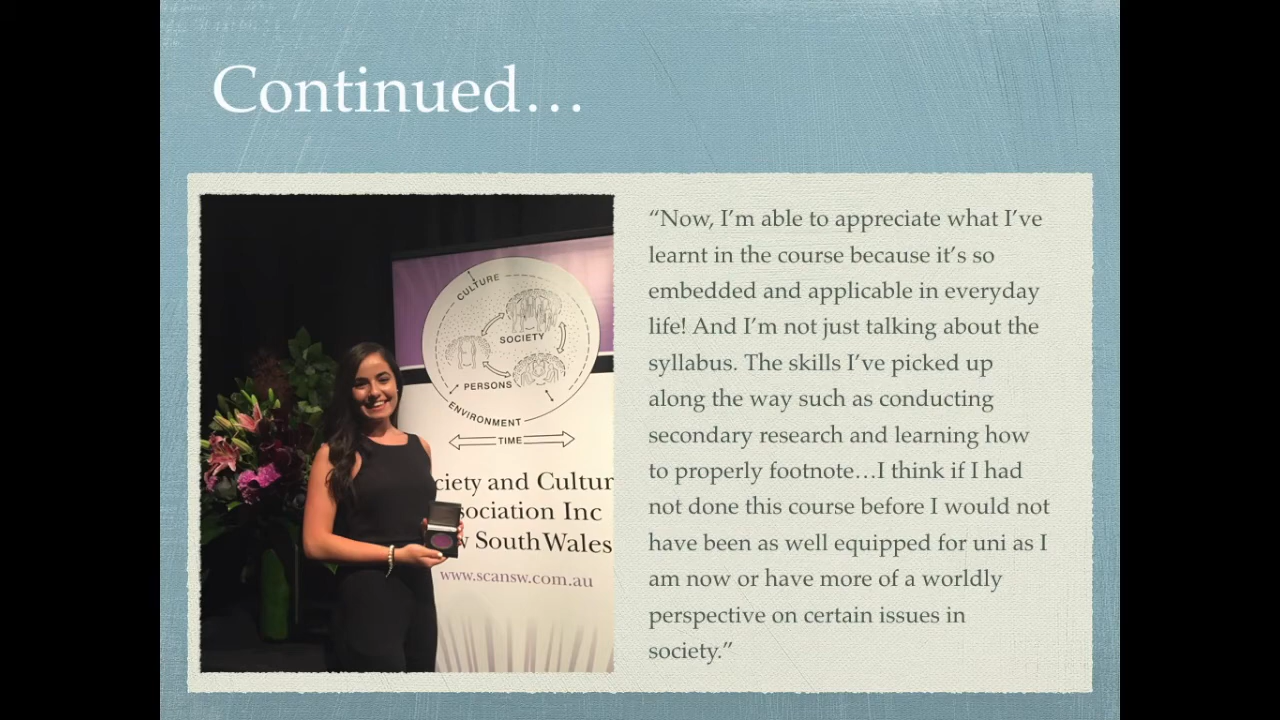 Continued…
“Now, I’m able to appreciate what I’ve
learnt in the course because it’s so
embedded and applicable in everyday
life! And I’m not just talking about the
syllabus. The skills I’ve picked up
along the way such as conducting
secondary research and learning how
to properly footnote…I think if I had
not done this course before I would not
have been as well equipped for uni as I
am now or have more of a worldly
perspective on certain issues in
society.”
CULTURE
SOCIETY
PERSONS
ENVIRONMENT
TIME
ciety and Cultur
sociation Inc
w South Wales
www.scansw.com.au